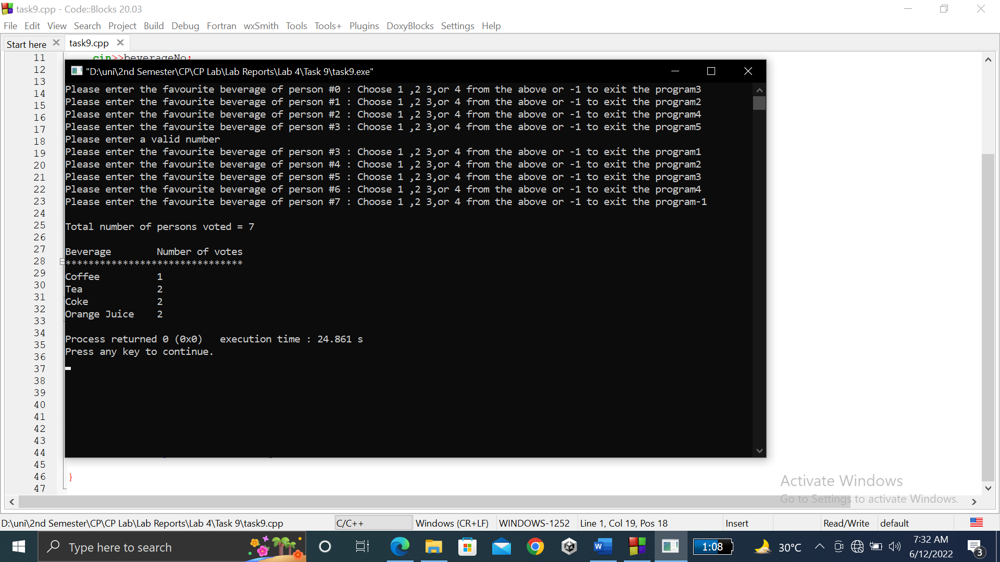 task9.cpp - Code::Blocks 20.03
File Edit View Search Project Build Debug Fortran wxSmith Tools Tools+ Plugins DoxyBlocks Settings Help
Start here task9.cpp
11 cin>>beverageNo;
12
13
14
15
16
17
18
19
20
21
22
23
24
25
26
27
28
29
30
31
32
33
34
35
36
37
38
39
40
41
42
43
44
45
46 }
47
"D:\uni\2nd Semester\CP\CP Lab\Lab Reports\Lab 4\Task 9\task9.exe"
Please enter the favourite beverage of person #0 : Choose 1 ,2 3,or 4 from the above or -1 to exit the program3
Please enter the favourite beverage of person #1 : Choose 1 ,2 3,or 4 from the above or -1 to exit the program2
Please enter the favourite beverage of person #2 : Choose 1 ,2 3,or 4 from the above or -1 to exit the program4
Please enter the favourite beverage of person #3 : Choose 1 ,2 3,or 4 from the above or -1 to exit the program5
Please enter a valid number
Please enter the favourite beverage of person #3 : Choose 1 ,2 3,or 4 from the above or -1 to exit the program1
Please enter the favourite beverage of person #4 : Choose 1 ,2 3,or 4 from the above or -1 to exit the program2
Please enter the favourite beverage of person #5 : Choose 1 ,2 3,or 4 from the above or -1 to exit the program3
Please enter the favourite beverage of person #6 : Choose 1 ,2 3,or 4 from the above or -1 to exit the program4
Please enter the favourite beverage of person #7 : Choose 1 ,2 3,or 4 from the above or -1 to exit the program-1
Total number of persons voted = 7
Beverage Number of votes
*******************************
Coffee 1
Tea 2
Coke 2
Orange Juice 2
Process returned 0 (0x0) execution time : 24.861 s
Press any key to continue.
Activate Windows
Go to Settings to activate Windows.
D:\uni\2nd Semester\CP\CP Lab\Lab Reports\Lab 4\Task 9\task9.cpp C/C++ Windows (CR+LF) WINDOWS-1252 Line 1, Col 19, Pos 18 Insert Read/Write default
Type here to search 1:08 30°C 7:32 AM
6/12/2022 3